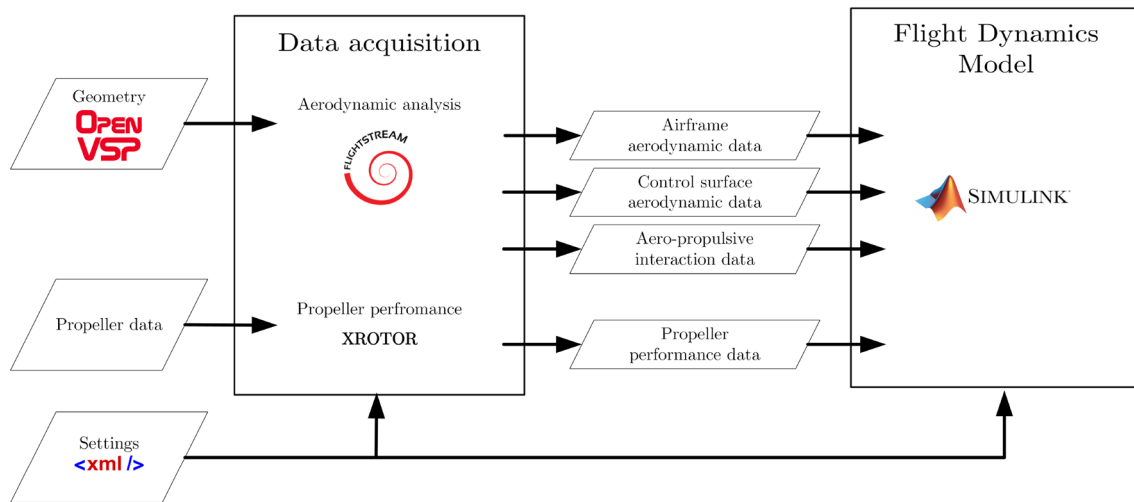 Data acquisition
Flight Dynamics
Model
Geometry
OPEN
VSP
Aerodynamic analysis
FLIGHTSTREAM
Airframe
aerodynamic data
Control surface
aerodynamic data
SIMULINK
Aero-propulsive
interaction data
Propeller data
Propeller perfromance
XROTOR
Propeller
performance data
Settings
<xml />